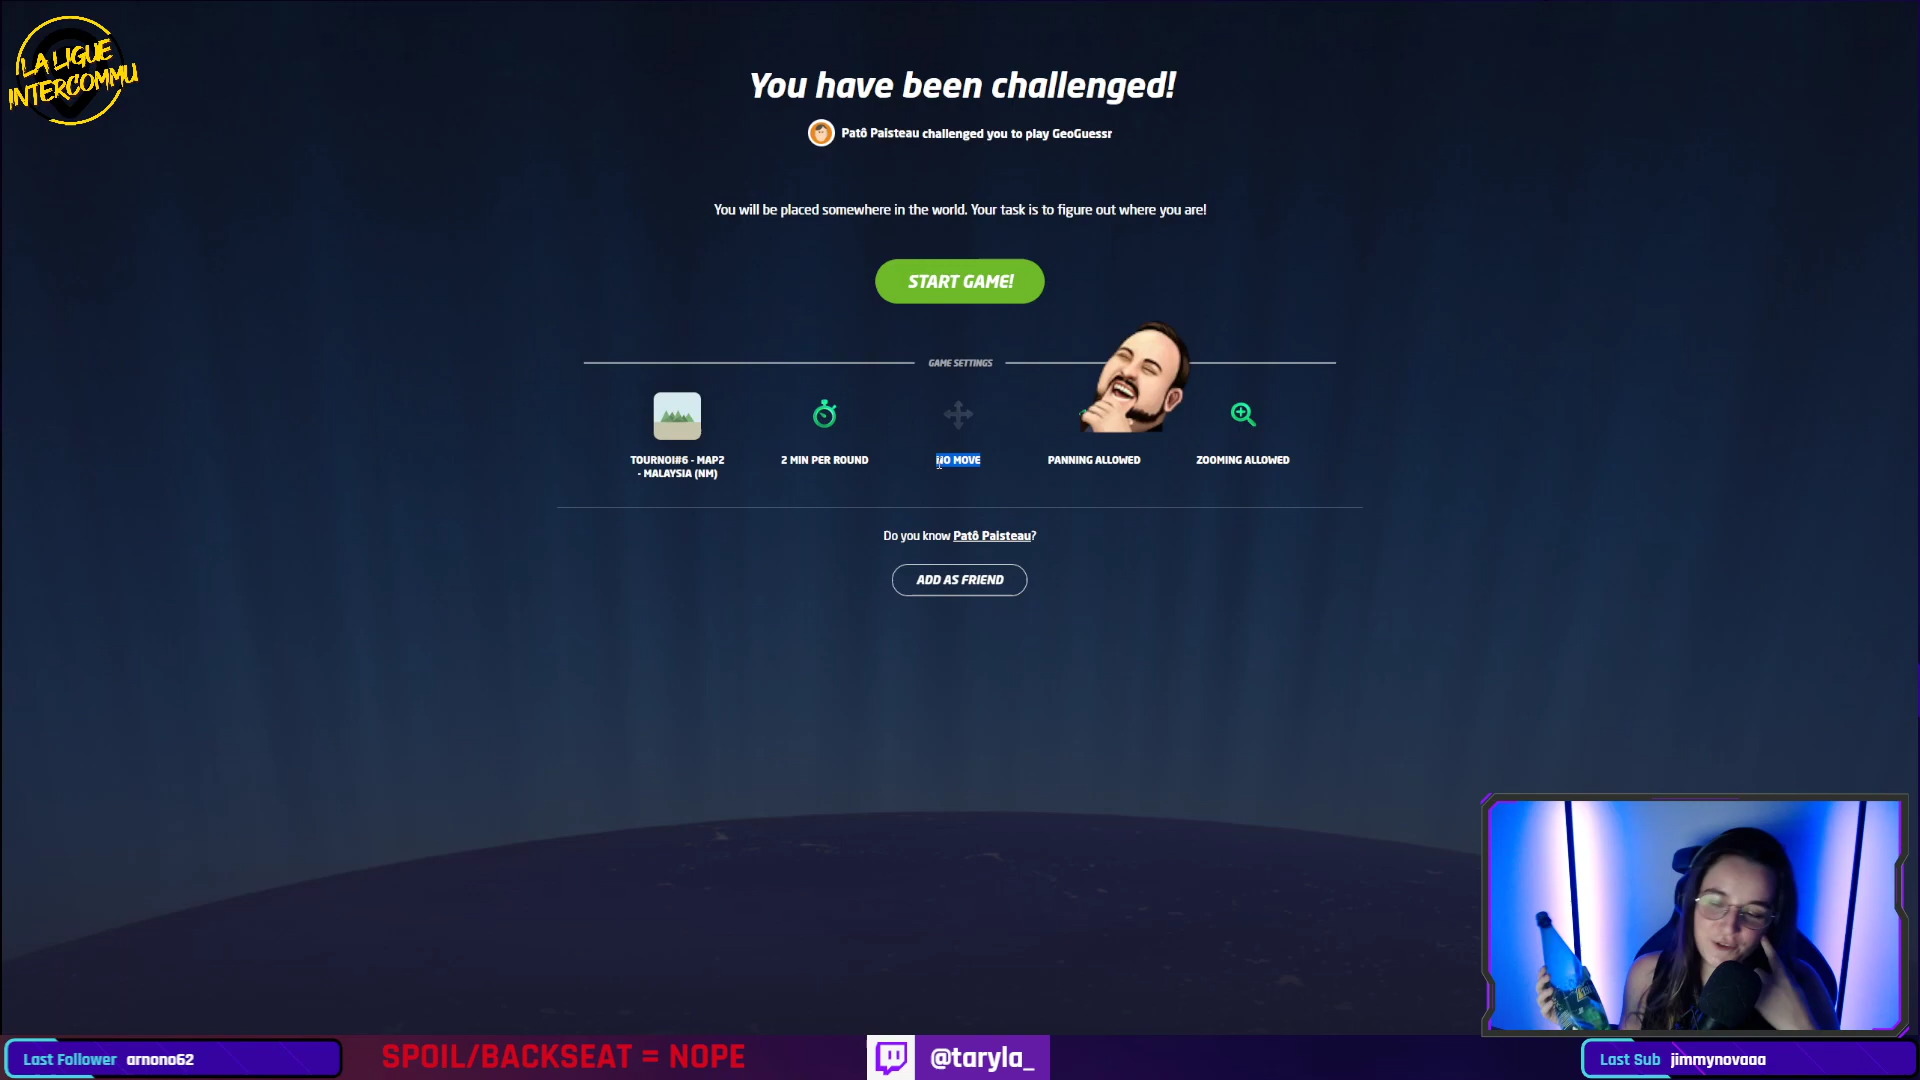 LA LIGUE
INTERCOMMU
You have been challenged!
Patô Paisteau challenged you to play GeoGuessr
You will be placed somewhere in the world. Your task is to figure out where you are!
START GAME!
GAME SETTINGS
TOURNOI#6 - MAP2
- MALAYSIA (NM)
2 MIN PER ROUND
NO MOVE
PANNING ALLOWED
ZOOMING ALLOWED
Do you know Patô Paisteau?
ADD AS FRIEND
Last Follower arnono62
SPOIL/BACKSEAT = NOPE
@taryla_
Last Sub jimmynovaaa